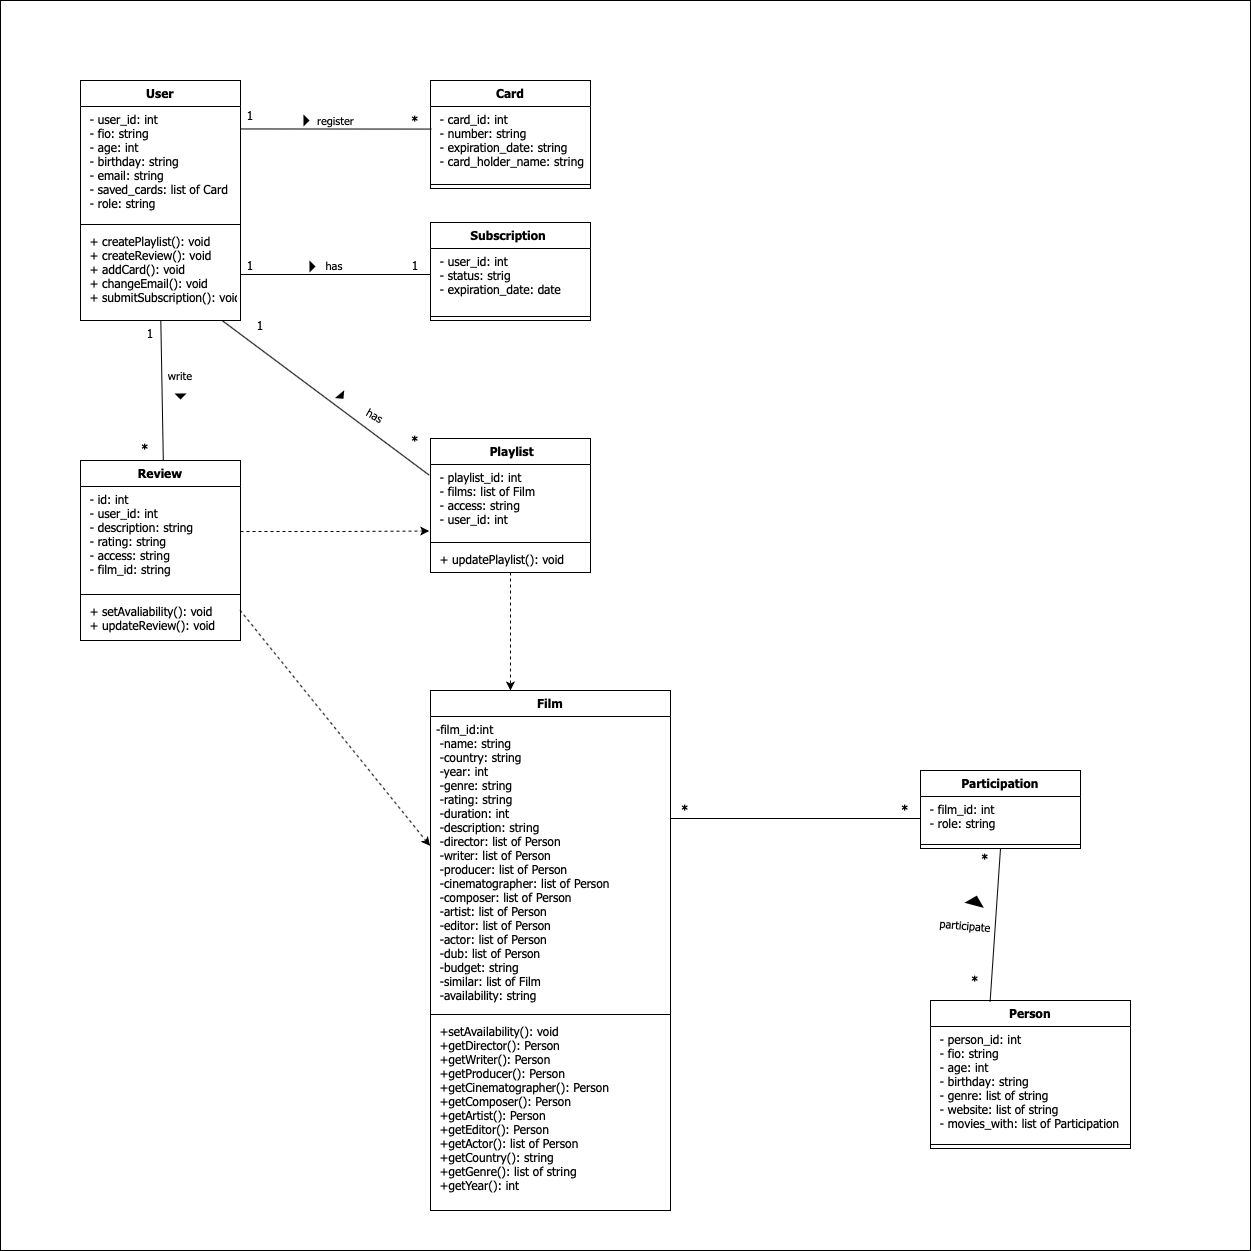 User
- user_id: int
- fio: string
- age: int
- birthday: string
- email: string
- saved_cards: list of Card
- role: string
+ createPlaylist(): void
+ createReview(): void
+ addCard(): void
+ changeEmail(): void
+ submitSubscription(): voi
1
register
*
Card
- card_id: int
- number: string
- expiration_date: string
- card_holder_name: string
1
has
1
Subscription
- user_id: int
- status: strig
- expiration_date: date
1
write
*
1
has
*
Review
- id: int
- user_id: int
- description: string
- rating: string
- access: string
- film_id: string
+ setAvaliability(): void
+ updateReview(): void
Playlist
- playlist_id: int
- films: list of Film
- access: string
- user_id: int
+ updatePlaylist(): void
Film
-film_id:int
-name: string
-country: string
-year: int
-genre: string
-rating: string
-duration: int
-description: string
-director: list of Person
-writer: list of Person
-producer: list of Person
-cinematographer: list of Person
-composer: list of Person
-artist: list of Person
-editor: list of Person
-actor: list of Person
-dub: list of Person
-budget: string
-similar: list of Film
-availability: string
+setAvailability(): void
+getDirector(): Person
+getWriter(): Person
+getProducer(): Person
+getCinematographer(): Person
+getComposer(): Person
+getArtist(): Person
+getEditor(): Person
+getActor(): list of Person
+getCountry(): string
+getGenre(): list of string
+getYear(): int
*
*
Participation
- film_id: int
- role: string
*
participate
*
Person
- person_id: int
- fio: string
- age: int
- birthday: string
- genre: list of string
- website: list of string
- movies_with: list of Participation